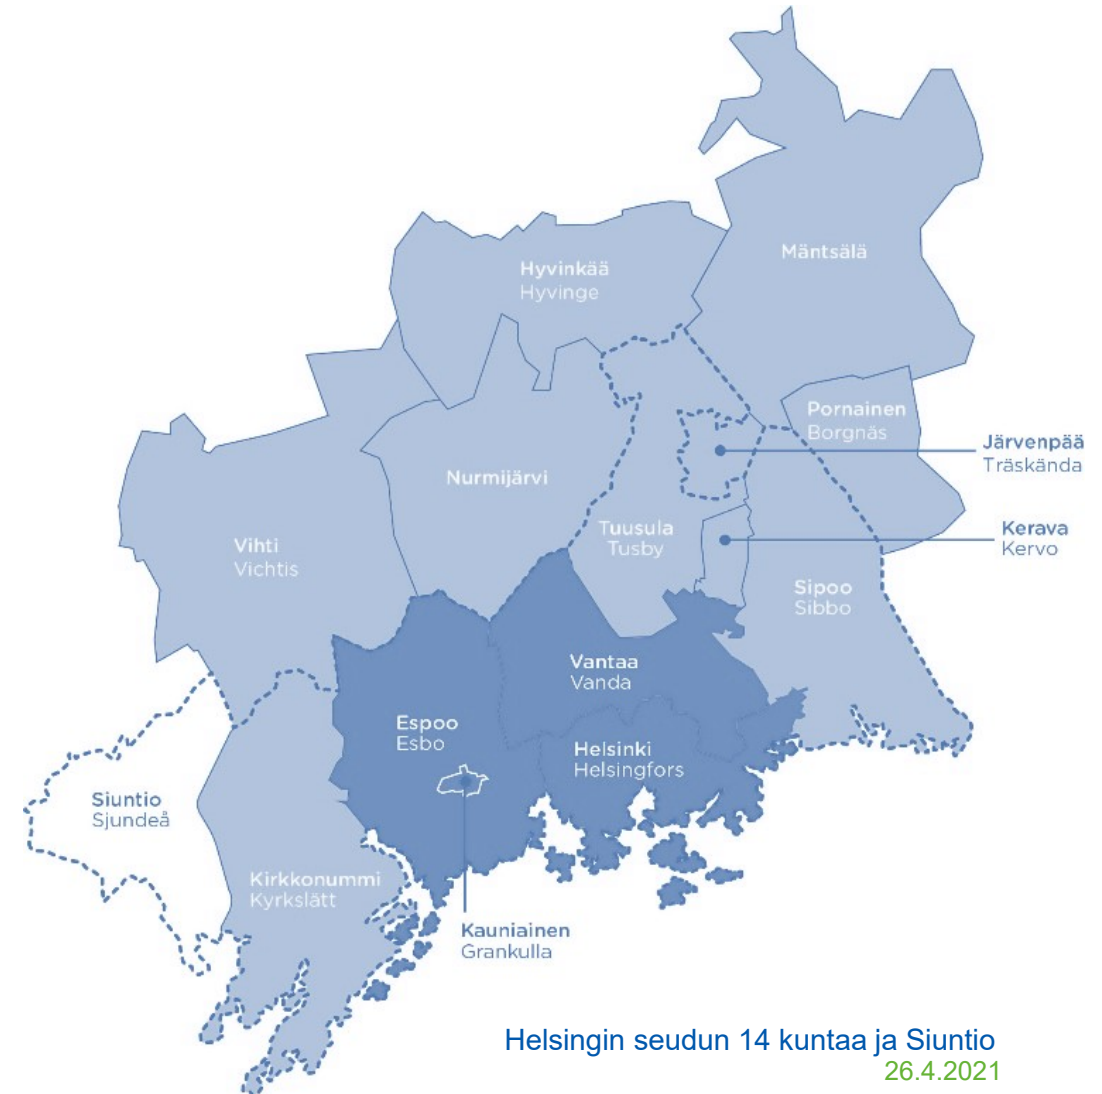 Mäntsälä
Hyvinkää
Hyvinge
Pornainen
Borgnäs
Järvenpää
Träskända
Nurmijärvi
Tuusula
Tusby
Kerava
Kervo
Vihti
Vichtis
Sipoo
Sibbo
Vantaa
Vanda
Espoo
Esbo
Helsinki
Helsingfors
Siuntio
Sjundeå
Kirkkonummi
Kyrkslätt
Kauniainen
Grankulla
Helsingin seudun 14 kuntaa ja Siuntio
26.4.2021